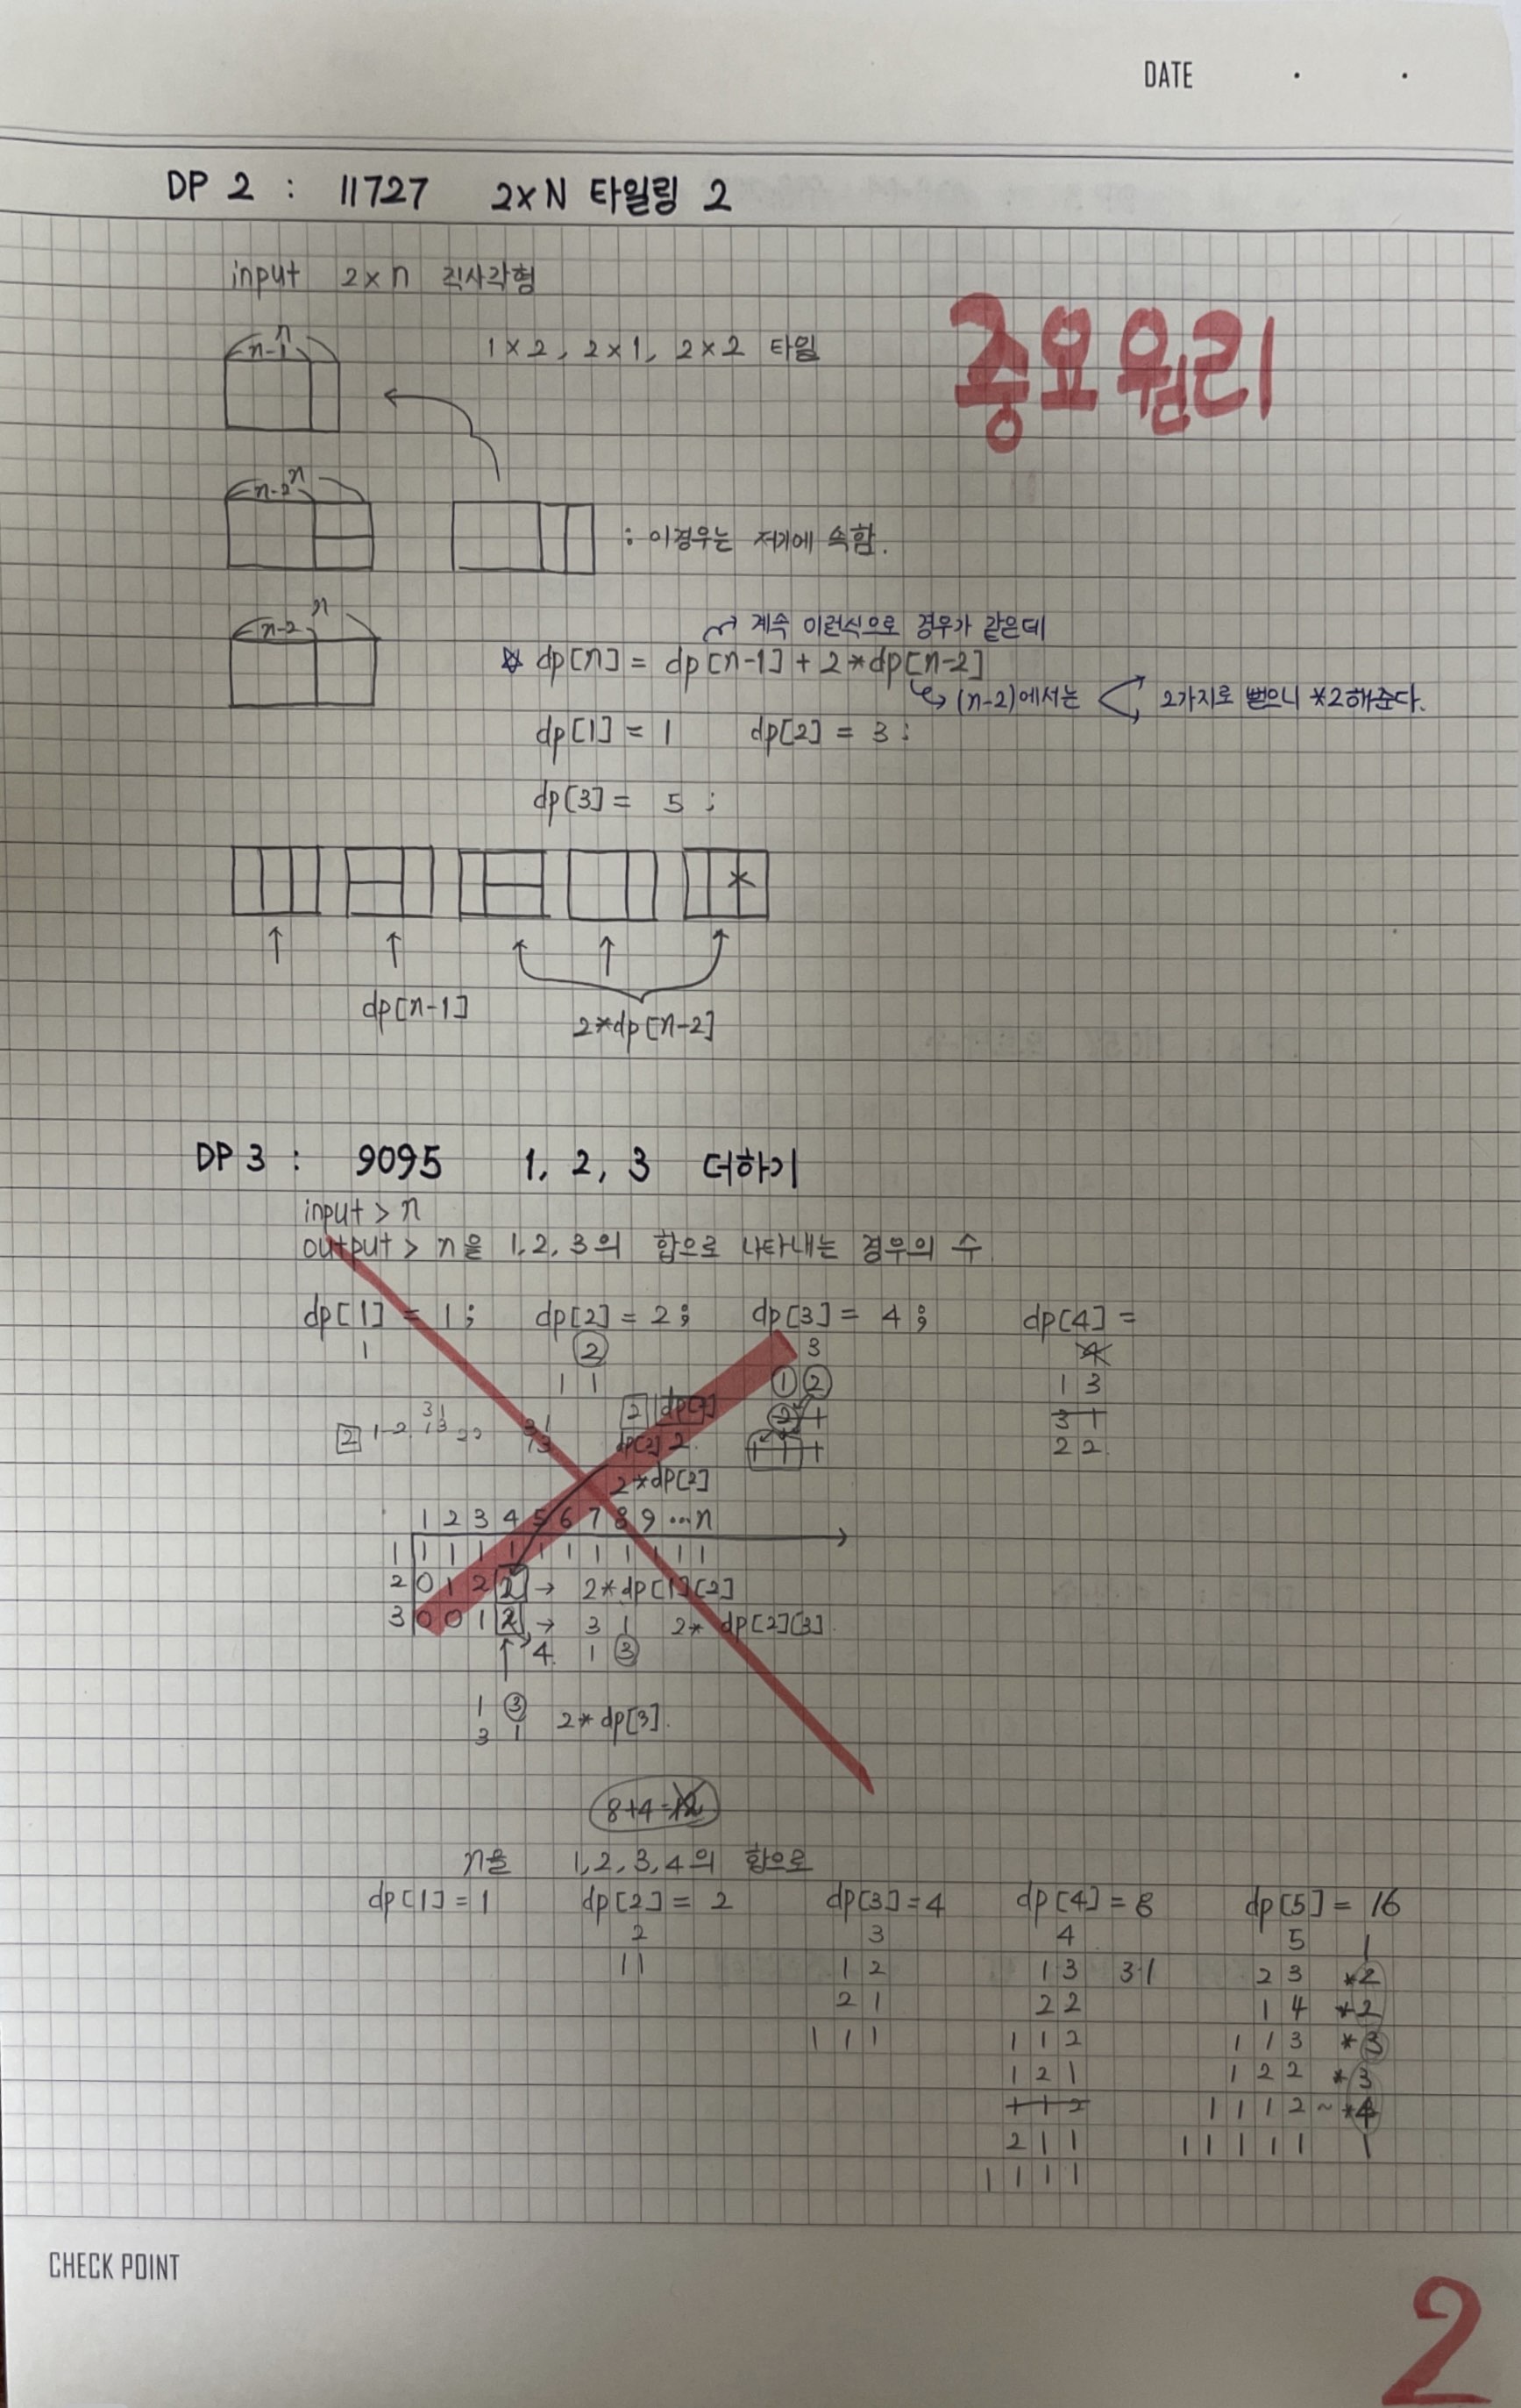 DATE . .
DP 2 : 11727 2×N 타일링 2
input 2×n 직사각형
중요원리
n
n-1
1×2, 2×1, 2×2 타일
n
n-2
: 이경우는 저기에 속함.
n
n-2
계속 이런식으로 경우가 같은데
☆ dp[n] = dp[n-1] + 2*dp[n-2]
↳ (n-2)에서는 < 2가지로 뻗으니 *2해준다.
dp[1] = 1 dp[2] = 3 ;
dp[3] = 5 ;
*
↑ ↑ ↑
dp[n-1]
2*dp[n-2]
DP 3 : 9095 1, 2, 3 더하기
input > n
output > n을 1,2,3의 합으로 나타내는 경우의 수.
dp[1] = 1 ; dp[2] = 2 ; dp[3] = 4 ; dp[4] =
1 2 3 4
1 1 1 2 1 3
2 1 3 1
1 1 1 2 2
2 1-2 31 13
31
13
dp[2] 2
2*dp[2]
1 2 3 4 5 6 7 8 9 … n
1 1 1 1 1 1 1 1 1 1 1
2 0 1 2 2 → 2*dp[1][2]
3 0 0 1 2 → 3 1 2* dp[2][3]
↑ 4. 1 3
1 3
3 1 2*dp[3].
8+4=12
n을 1,2,3,4의 합으로
dp[1] = 1 dp[2] = 2 dp[3] = 4 dp[4] = 8 dp[5] = 16
2 3 4 5 1
1 1 1 2 1 3 3 1 2 3 *2
2 1 2 2 1 4 *2
1 1 1 1 1 2 1 1 3 *3
1 2 1 1 2 2 *3
1 1 2 1 1 1 2 ~ *4
2 1 1 1 1 1 1 1 1
1 1 1 1
CHECK POINT
2